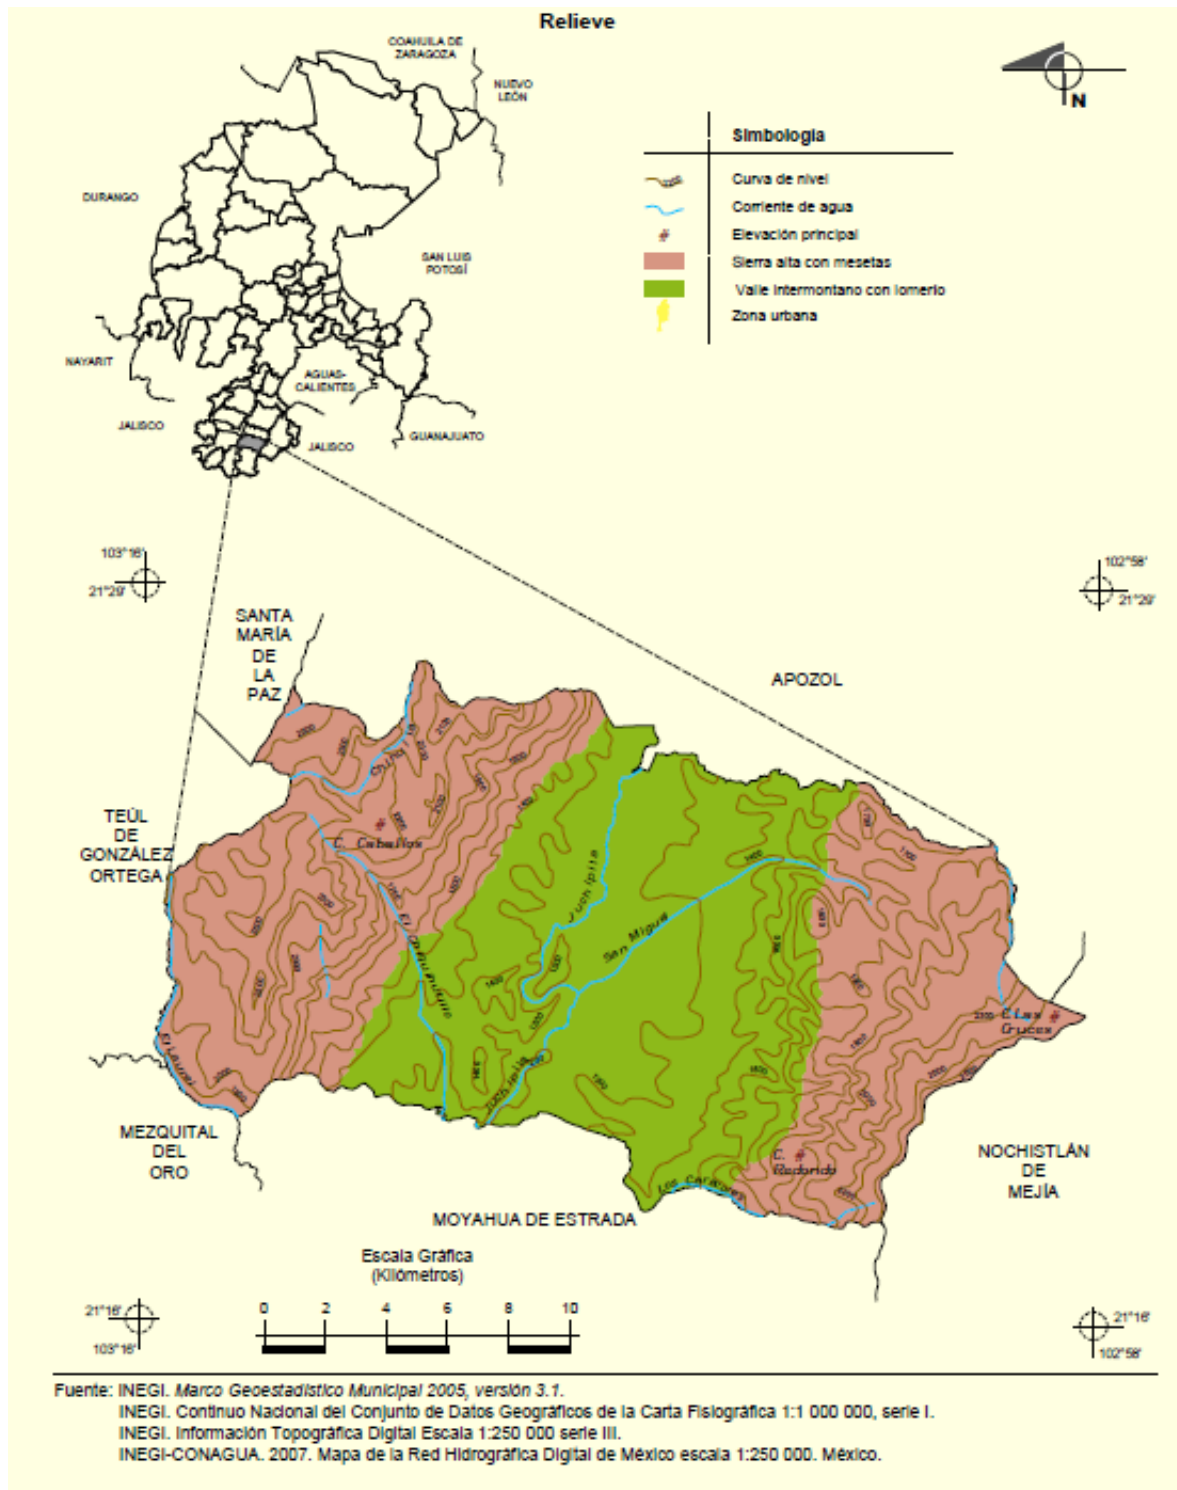 Relieve
COAHUILA DE
ZARAGOZA
NUEVO
LEÓN
N
DURANGO
SAN LUIS
POTOSÍ
NAYARIT
AGUAS-
CALIENTES
JALISCO
JALISCO
GUANAJUATO
Simbología
Curva de nivel
Corriente de agua
Elevación principal
Sierra alta con mesetas
Valle intermontano con lomerío
Zona urbana
103°16'
21°29'
102°58'
21°29'
SANTA
MARÍA
DE
LA
PAZ
APOZOL
TEÚL
DE
GONZÁLEZ
ORTEGA
C. Ceballos
Juchipila
San Miguel
Juchipila
C. Las
Cruces
C.
Redondo
Los Caracoles
MEZQUITAL
DEL
ORO
NOCHISTLÁN
DE
MEJÍA
MOYAHUA DE ESTRADA
Escala Gráfica
(Kilómetros)
0 2 4 6 8 10
21°16'
103°16'
21°16'
102°58'
Fuente: INEGI. Marco Geoestadístico Municipal 2005, versión 3.1.
INEGI. Continuo Nacional del Conjunto de Datos Geográficos de la Carta Fisiográfica 1:1 000 000, serie I.
INEGI. Información Topográfica Digital Escala 1:250 000 serie III.
INEGI-CONAGUA. 2007. Mapa de la Red Hidrográfica Digital de México escala 1:250 000. México.